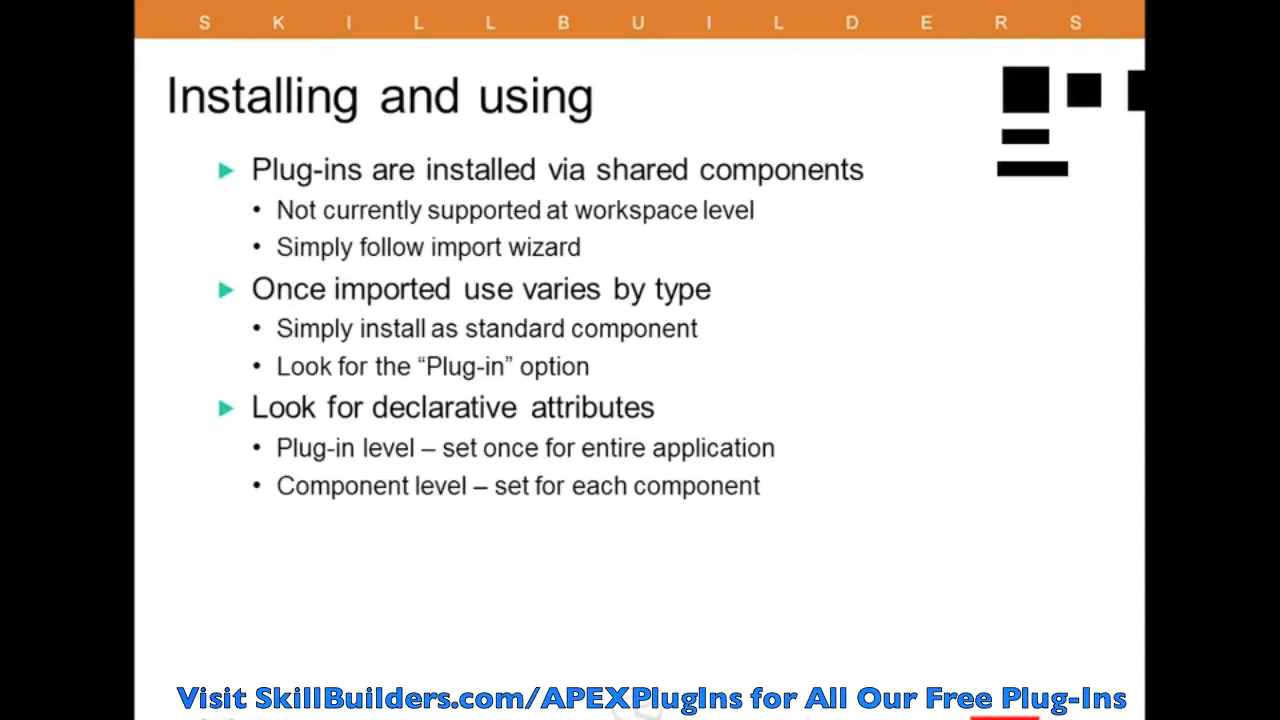 SKILLBUILDERS
Installing and using
Plug-ins are installed via shared components
• Not currently supported at workspace level
• Simply follow import wizard
Once imported use varies by type
• Simply install as standard component
• Look for the “Plug-in” option
Look for declarative attributes
• Plug-in level – set once for entire application
• Component level – set for each component
Visit SkillBuilders.com/APEXPlugIns for All Our Free Plug-Ins